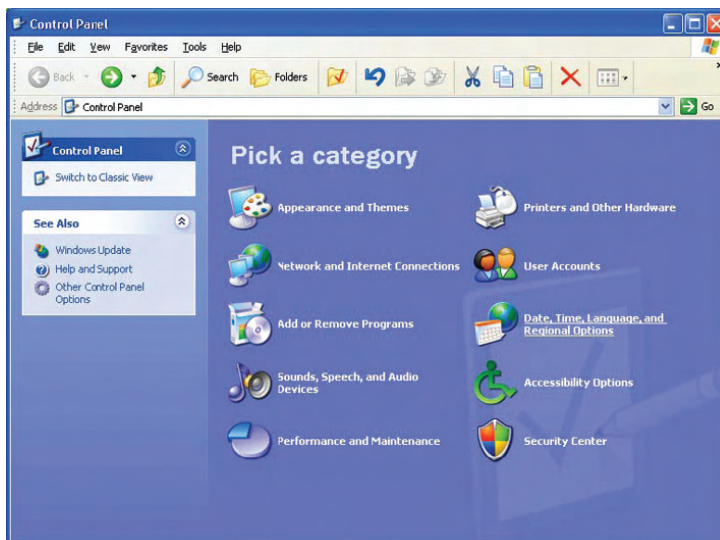 Control Panel
File Edit View Favorites Tools Help
Back Search Folders
Address Control Panel Go
Control Panel
Switch to Classic View
See Also
Windows Update
Help and Support
Other Control Panel
Options
Pick a category
Appearance and Themes
Printers and Other Hardware
Network and Internet Connections
User Accounts
Add or Remove Programs
Date, Time, Language, and
Regional Options
Sounds, Speech, and Audio
Devices
Accessibility Options
Performance and Maintenance
Security Center